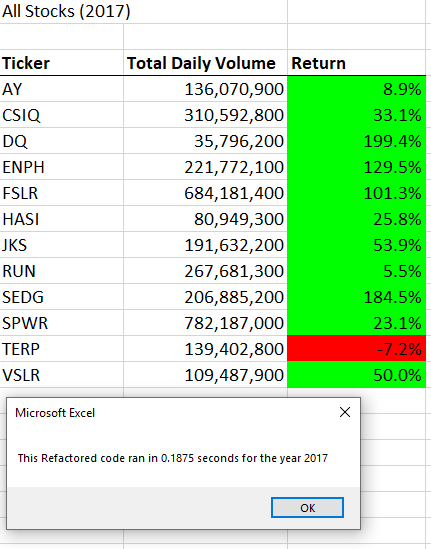 All Stocks (2017)
Ticker Total Daily Volume Return
AY 136,070,900 8.9%
CSIQ 310,592,800 33.1%
DQ 35,796,200 199.4%
ENPH 221,772,100 129.5%
FSLR 684,181,400 101.3%
HASI 80,949,300 25.8%
JKS 191,632,200 53.9%
RUN 267,681,300 5.5%
SEDG 206,885,200 184.5%
SPWR 782,187,000 23.1%
TERP 139,402,800 -7.2%
VSLR 109,487,900 50.0%
Microsoft Excel
This Refactored code ran in 0.1875 seconds for the year 2017
OK